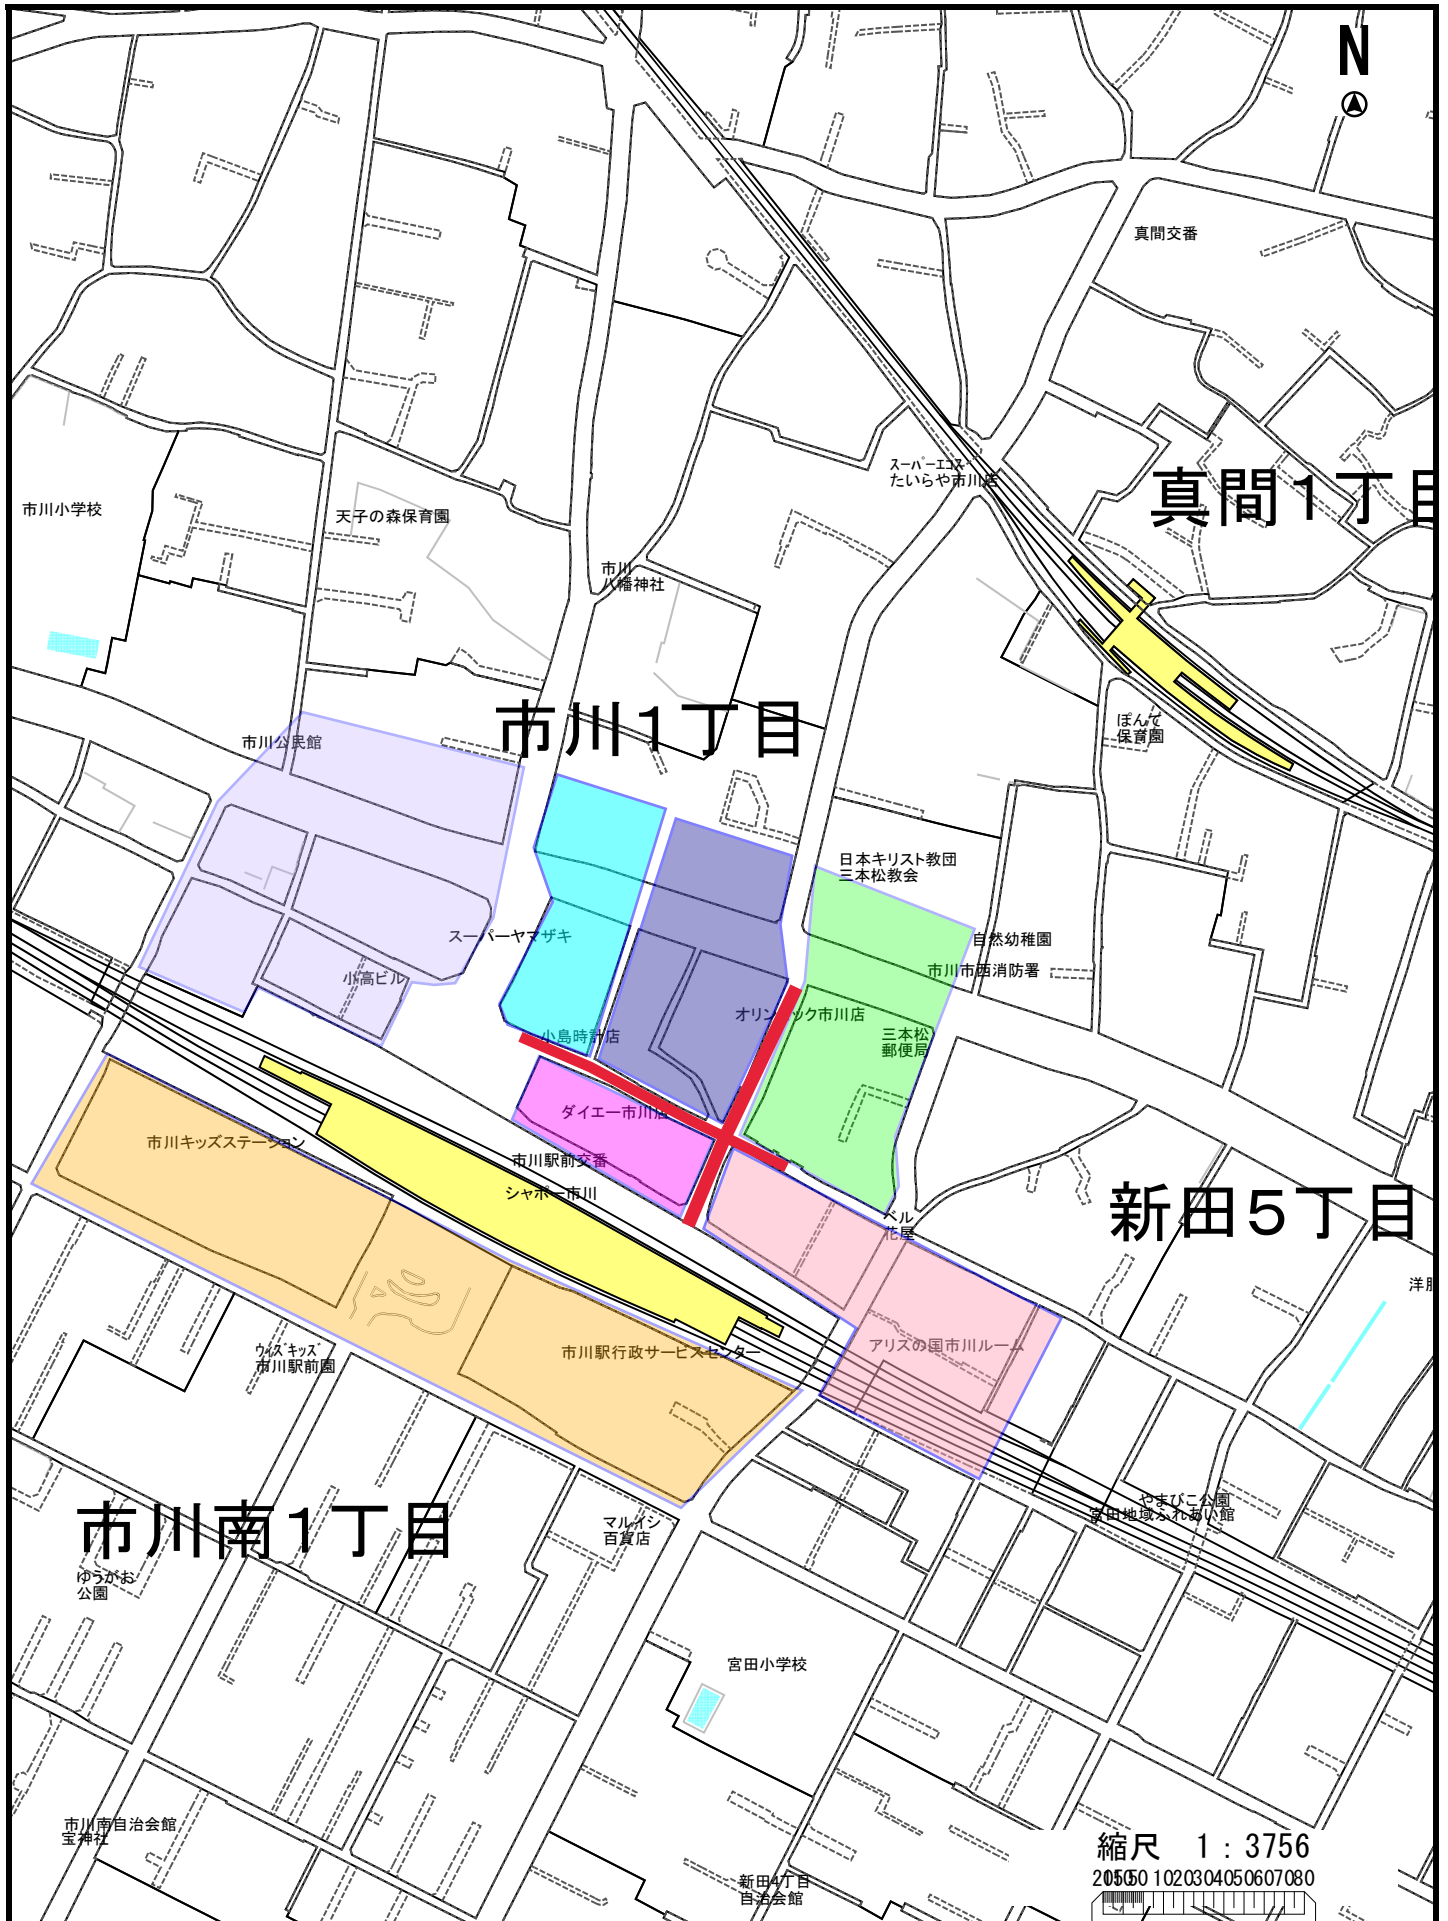 N
真間交番
スーパーエコス
たいらや市川店
真間1丁目
市川小学校
天子の森保育園
市川
八幡神社
市川1丁目
ぽんて
保育園
市川公民館
日本キリスト教団
三本松教会
スーパーヤマザキ
自然幼稚園
小高ビル
市川市西消防署
オリンピック市川店
小島時計店
三本松
郵便局
ダイエー市川店
市川キッズステーション
市川駅前交番
シャポー市川
新田5丁目
ベル
花屋
アリスの国市川ルーム
市川駅行政サービスセンター
ウィズキッズ
市川駅前園
市川南1丁目
やまびこ公園
宮田地域ふれあい館
マルイシ
百貨店
ゆうがお
公園
宮田小学校
市川南自治会館
宝神社
新田4丁目
自治会館
縮尺 1:3756